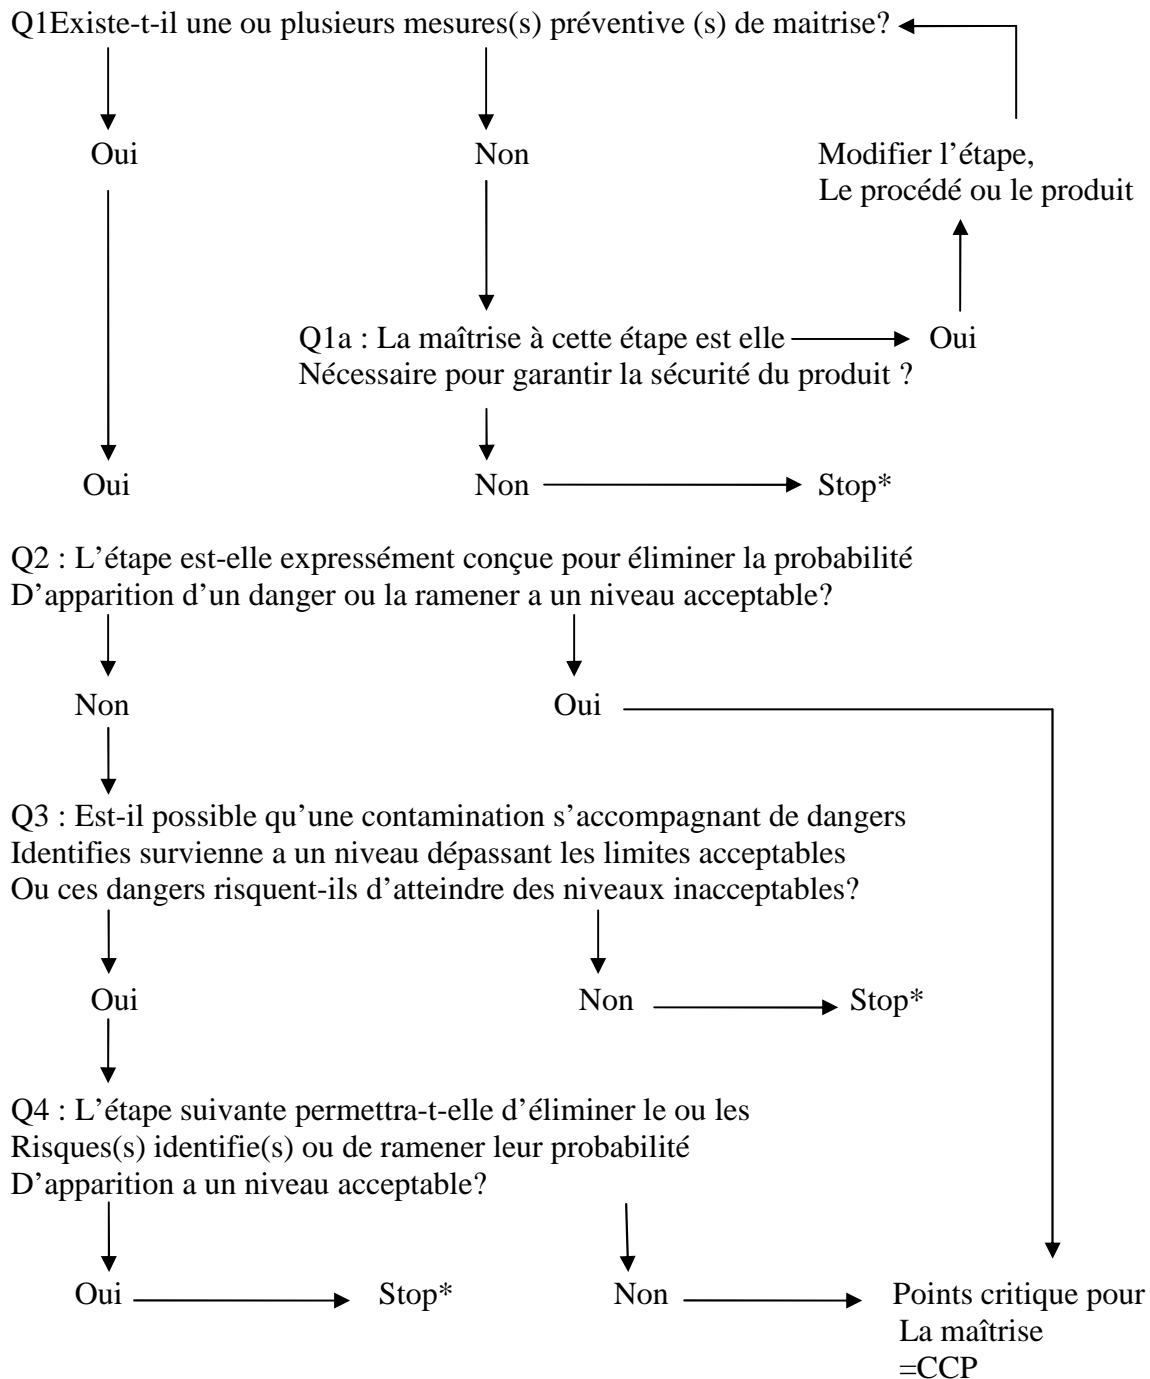 Q1Existe-t-il une ou plusieurs mesures(s) préventive (s) de maitrise?
Oui
Non
Modifier l’étape,
Le procédé ou le produit
Q1a : La maîtrise à cette étape est elle
Nécessaire pour garantir la sécurité du produit ?
Oui
Oui
Non
Stop*
Q2 : L’étape est-elle expressément conçue pour éliminer la probabilité
D’apparition d’un danger ou la ramener a un niveau acceptable?
Non
Oui
Q3 : Est-il possible qu’une contamination s’accompagnant de dangers
Identifies survienne a un niveau dépassant les limites acceptables
Ou ces dangers risquent-ils d’atteindre des niveaux inacceptables?
Oui
Non
Stop*
Q4 : L’étape suivante permettra-t-elle d’éliminer le ou les
Risques(s) identifie(s) ou de ramener leur probabilité
D’apparition a un niveau acceptable?
Oui
Stop*
Non
Points critique pour
La maîtrise
=CCP